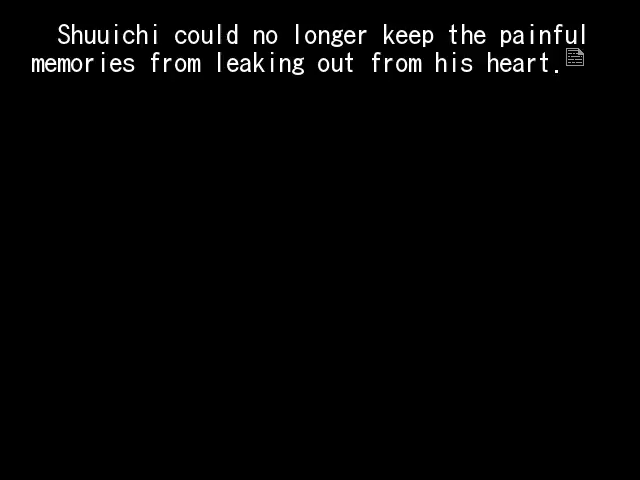 Shuuichi could no longer keep the painful
memories from leaking out from his heart.